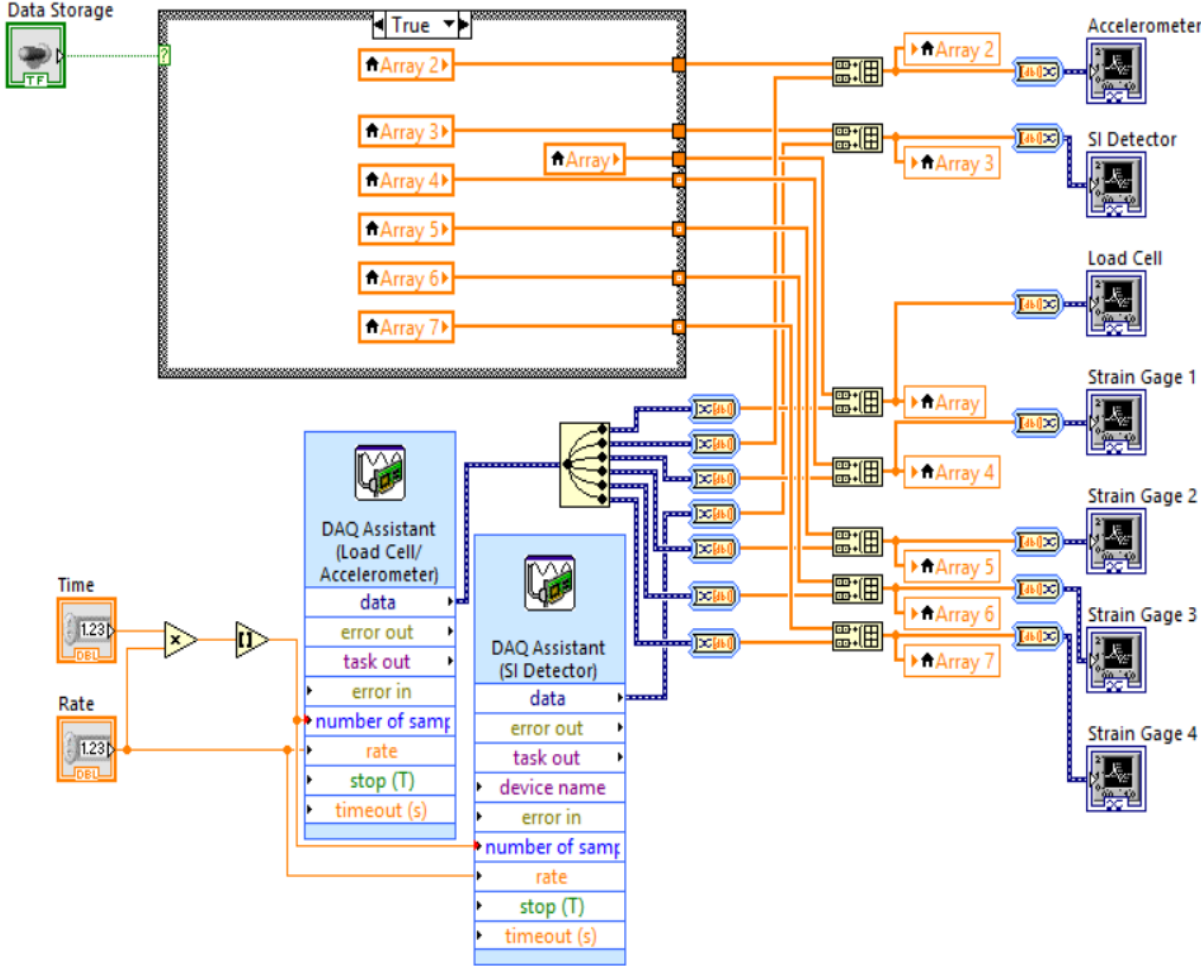 Data Storage
TF
?
True
Array 2
Array 3
Array
Array 4
Array 5
Array 6
Array 7
Accelerometer
Array 2
SI Detector
Array 3
Load Cell
Strain Gage 1
Array
Array 4
Strain Gage 2
Array 5
Array 6
Strain Gage 3
Array 7
Strain Gage 4
DAQ Assistant
(Load Cell/
Accelerometer)
data
error out
task out
error in
number of samp
rate
stop (T)
timeout (s)
DAQ Assistant
(SI Detector)
data
error out
task out
device name
error in
number of samp
rate
stop (T)
timeout (s)
Time
1.23
DBL
Rate
1.23
DBL